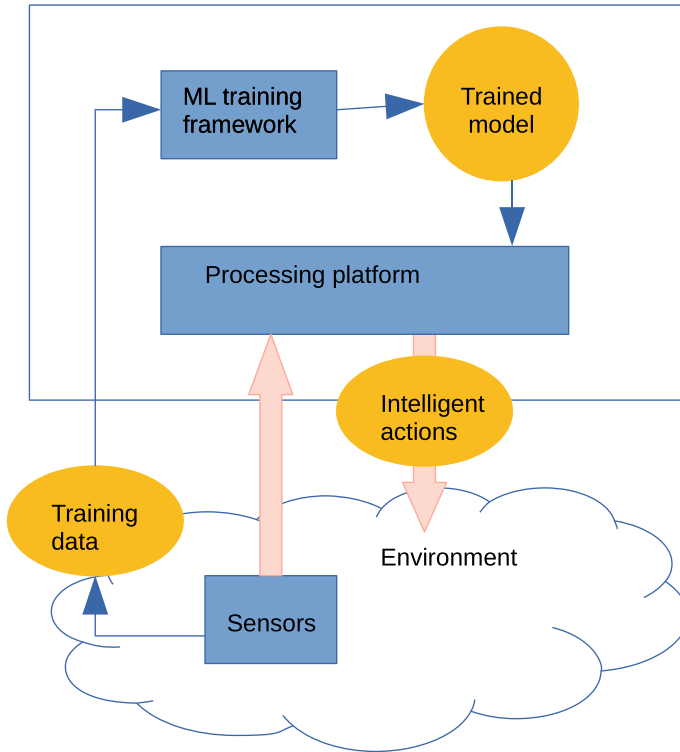 ML training
framework
Trained
model
Processing platform
Intelligent
actions
Training
data
Environment
Sensors